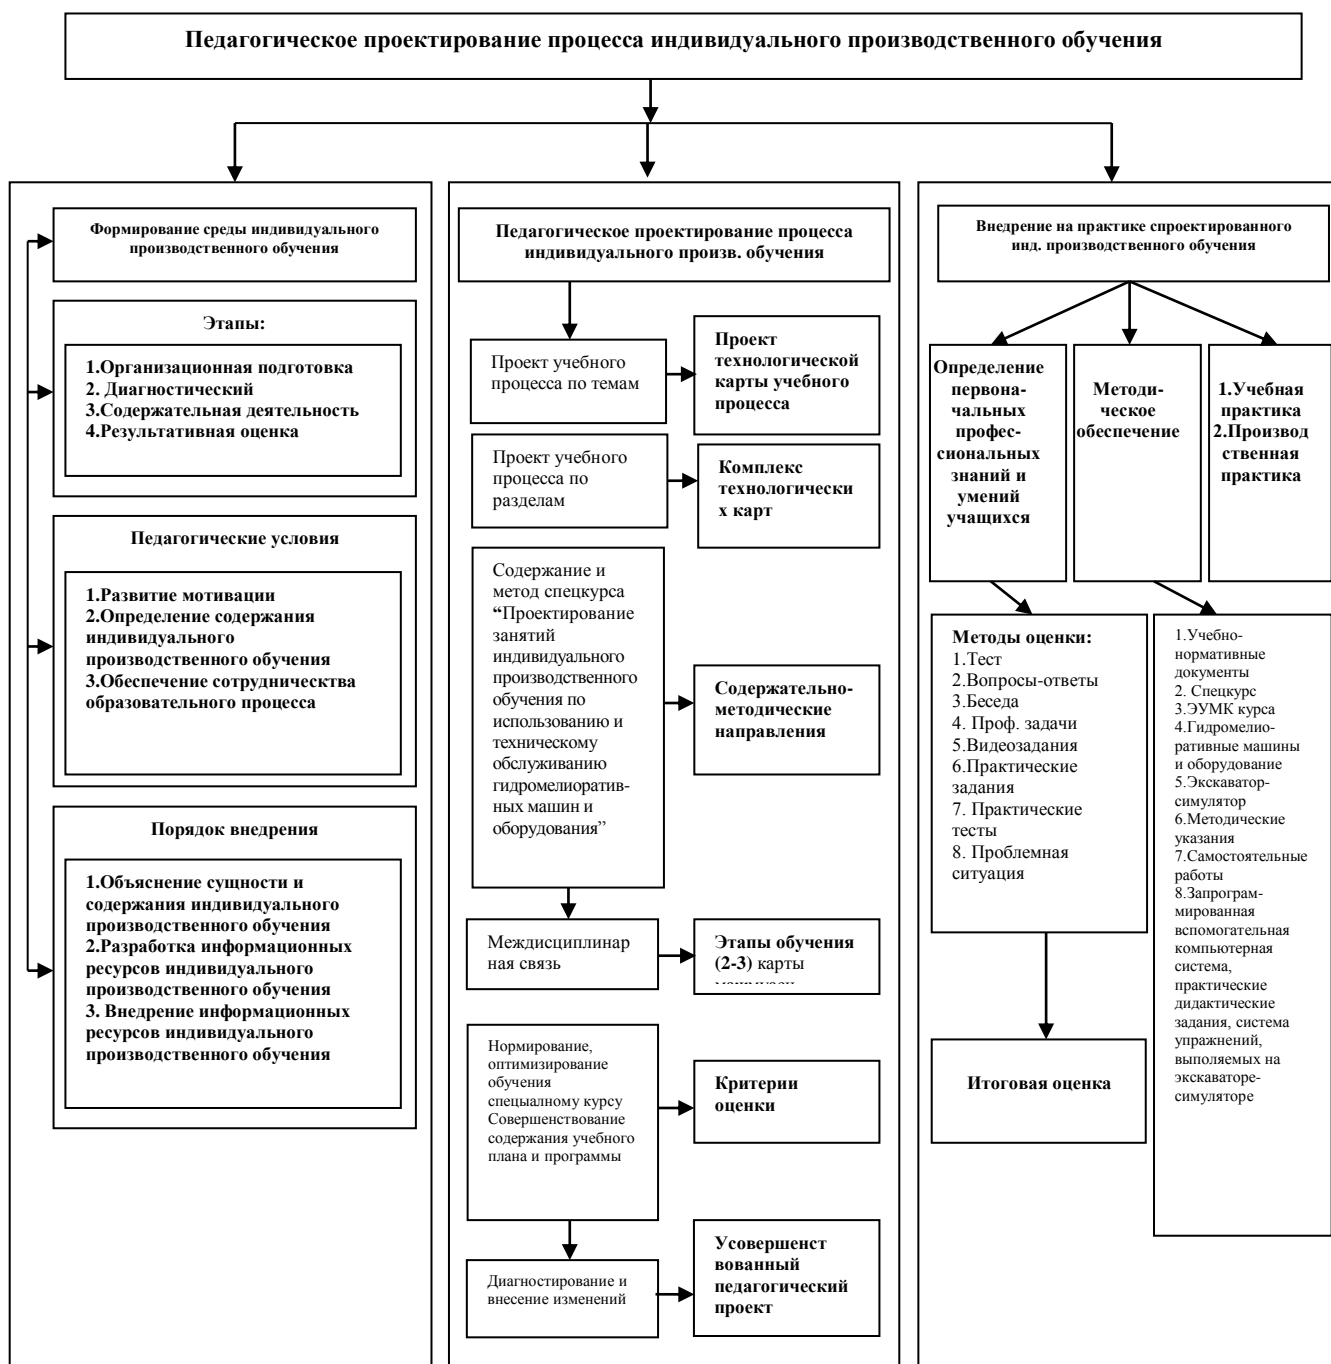 Педагогическое проектирование процесса индивидуального производственного обучения
Формирование среды индивидуального
производственного обучения
Этапы:
1.Организационная подготовка
2. Диагностический
3.Содержательная деятельность
4.Результативная оценка
Педагогические условия
1.Развитие мотивации
2.Определение содержания
индивидуального
производственного обучения
3.Обеспечение сотрудничества
образовательного процесса
Порядок внедрения
1.Объяснение сущности и
содержания индивидуального
производственного обучения
2.Разработка информационных
ресурсов индивидуального
производственного обучения
3. Внедрение информационных
ресурсов индивидуального
производственного обучения
Педагогическое проектирование процесса
индивидуального произв. обучения
Проект учебного
процесса по темам
Проект
технологической
карты учебного
процесса
Проект учебного
процесса по
разделам
Комплекс
технологически
х карт
Содержание и
метод спецкурса
“Проектирование
занятий
индивидуального
производственного
обучения по
использованию и
техническому
обслуживанию
гидромелиоратив-
ных машин и
оборудования”
Содержательно-
методические
направления
Междисциплинар
ная связь
Этапы обучения
(2-3) карты
Нормирование,
оптимизирование
обучения
спецыалному курсу
Совершенствование
содержания учебного
плана и программы
Критерии
оценки
Диагностирование и
внесение изменений
Усовершенст
вованный
педагогический
проект
Внедрение на практике спроектированного
инд. производственного обучения
Определение
первона-
чальных
профес-
сиональных
знаний и
умений
учащихся
Методи-
ческое
обеспечение
1.Учебная
практика
2.Производ
ственная
практика
Методы оценки:
1.Тест
2.Вопросы-ответы
3.Беседа
4. Проф. задачи
5.Видеозадания
6.Практические
задания
7. Практические
тесты
8. Проблемная
ситуация
Итоговая оценка
1.Учебно-
нормативные
документы
2. Спецкурс
3.ЭУМК курса
4.Гидромелио-
ративные машины
и оборудование
5.Экскаватор-
симулятор
6.Методические
указания
7.Самостоятельные
работы
8.Запрограм-
мированная
вспомогательная
компьютерная
система,
практические
дидактические
задания, система
упражнений,
выполяемых на
экскаваторе-
симуляторе